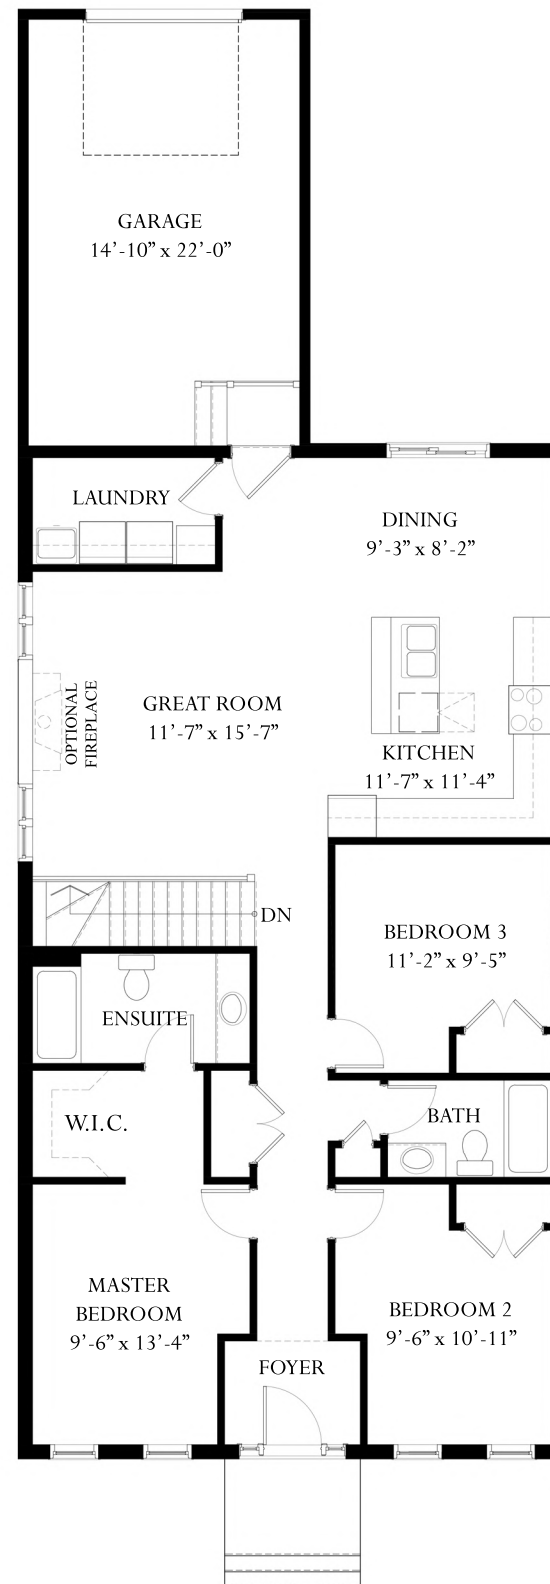 GARAGE
14'-10" x 22'-0"
LAUNDRY
DINING
9'-3" x 8'-2"
OPTIONAL
FIREPLACE
GREAT ROOM
11'-7" x 15'-7"
KITCHEN
11'-7" x 11'-4"
DN
BEDROOM 3
11'-2" x 9'-5"
ENSUITE
W.I.C.
BATH
MASTER
BEDROOM
9'-6" x 13'-4"
BEDROOM 2
9'-6" x 10'-11"
FOYER